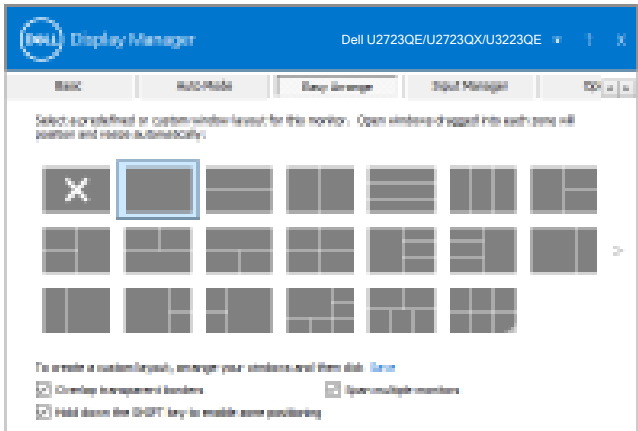 DELL Display Manager
Dell U2723QE/U2723QX/U3223QE
?
X
Basic
Auto Mode
Easy Arrange
Input Manager
Select a predefined or custom window layout for this monitor. Open windows dragged into each zone will
position and resize automatically:
To create a custom layout, arrange your windows and then click Save
Overlay transparent borders
Span multiple monitors
Hold down the SHIFT key to enable zone positioning